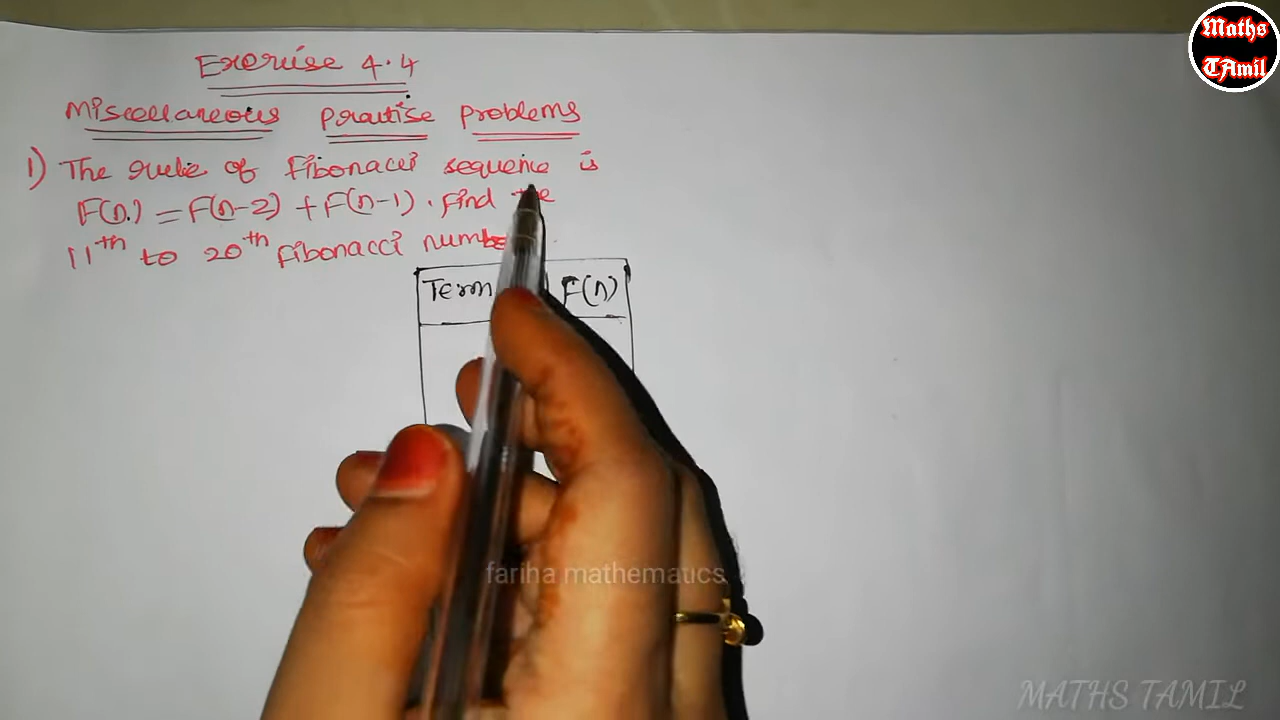 Maths
TAmil
Exercise 4.4
Miscellaneous practise problems
1) The rule of Fibonacci sequence is
F(n) = F(n-2) + F(n-1). Find the
11th to 20th fibonacci
Term F(n)
fariha mathematics
MATHS TAMIL